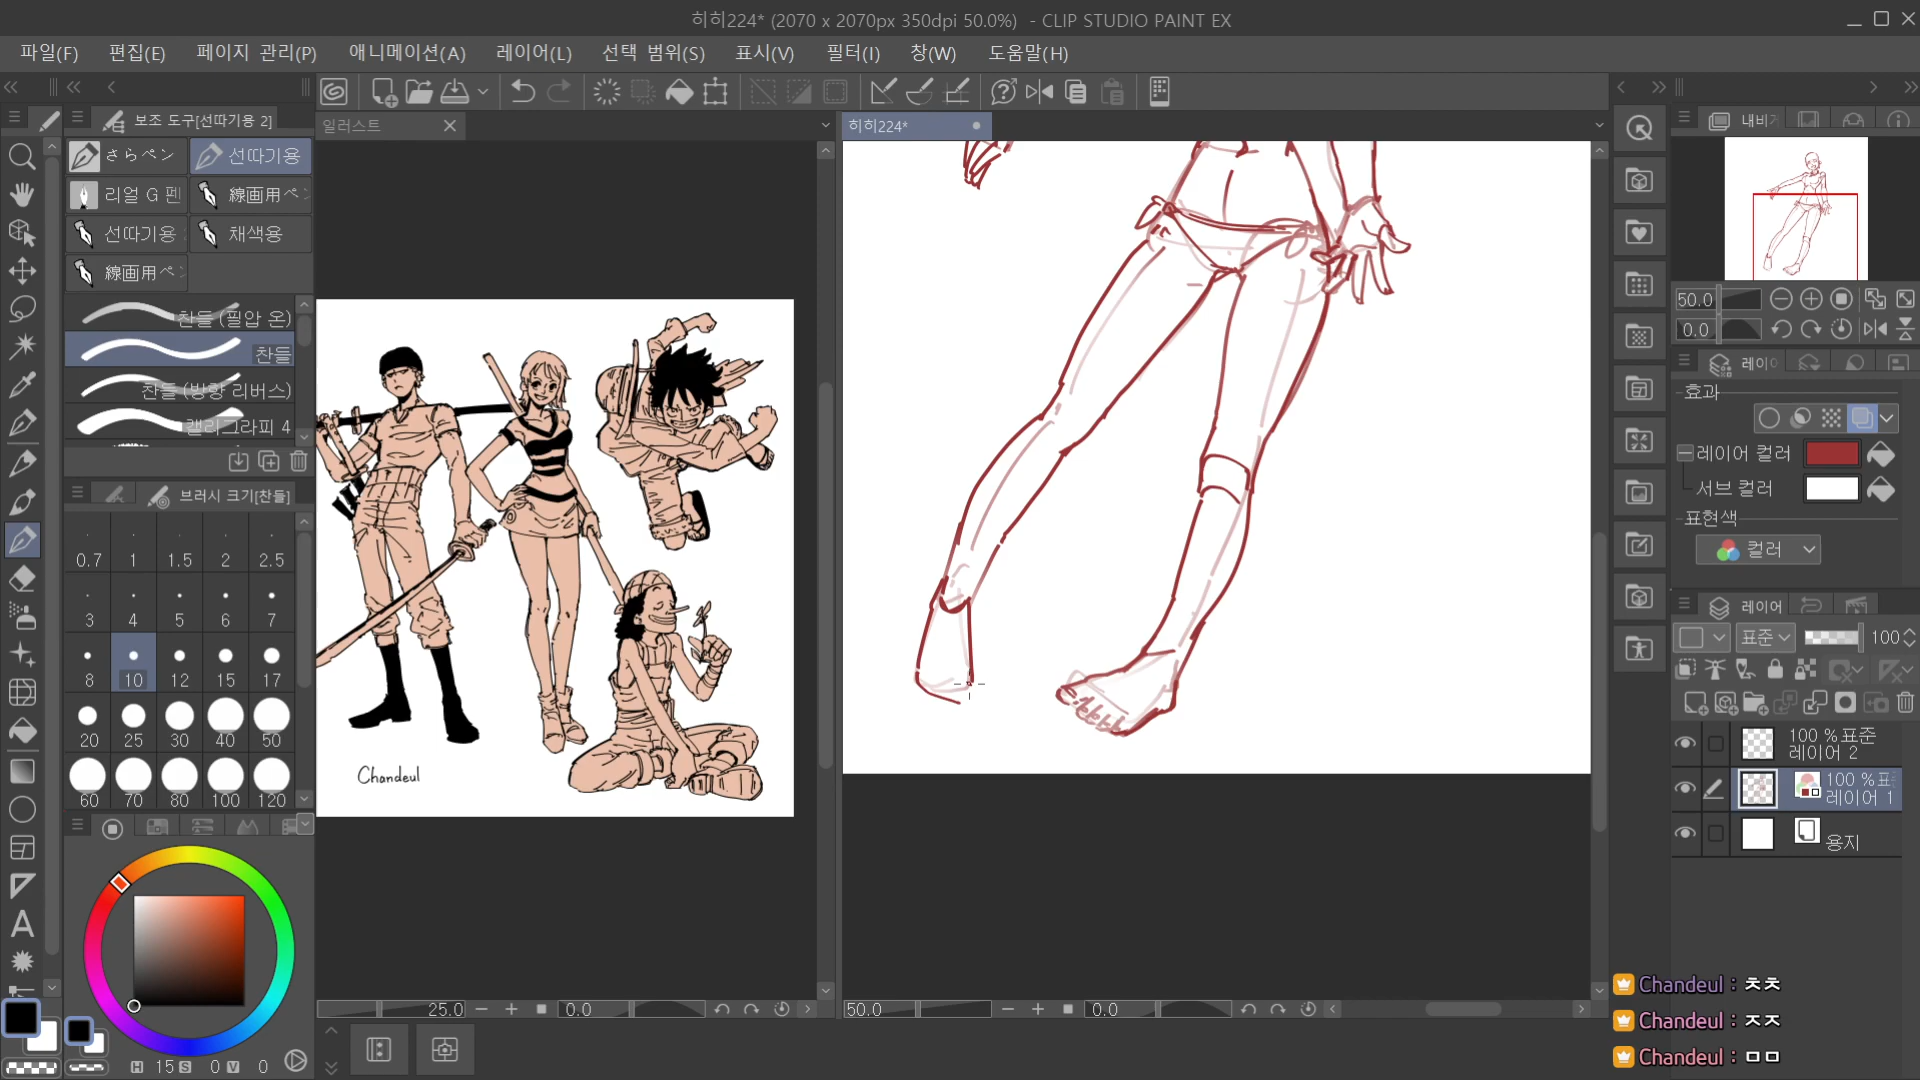 히히224* (2070 x 2070px 350dpi 50.0%) - CLIP STUDIO PAINT EX
파일(F) 편집(E) 페이지 관리(P) 애니메이션(A) 레이어(L) 선택 범위(S) 표시(V) 필터(I) 창(W) 도움말(H)
보조 도구[선따기용 2]
일러스트
히히224*
さらペン 선따기용
리얼 G 펜 線画用ペ
선따기용 채색용
線画用ペ
찬들 (필압 온)
찬들
찬들 (방향 리버스)
캘리그라피 4
브러시 크기[찬들]
0.7 1 1.5 2 2.5
3 4 5 6 7
8 10 12 15 17
20 25 30 40 50
60 70 80 100 120
H 15 S 0 V 0
Chandeul
25.0 0.0
50.0 0.0
내비
50.0
0.0
레이
효과
레이어 컬러
서브 컬러
표현색
컬러
레이어
표준 100
100 %표준
레이어 2
100 %표
레이어 1
용지
Chandeul : ㅊㅊ
Chandeul : ㅈㅈ
Chandeul : ㅁㅁ